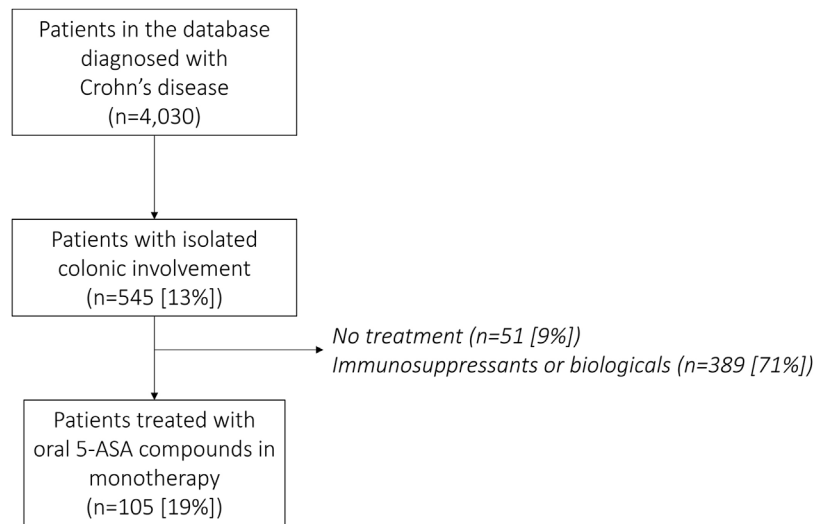 Patients in the database
diagnosed with
Crohn’s disease
(n=4,030)
Patients with isolated
colonic involvement
(n=545 [13%])
No treatment (n=51 [9%])
Immunosuppressants or biologicals (n=389 [71%])
Patients treated with
oral 5-ASA compounds in
monotherapy
(n=105 [19%])